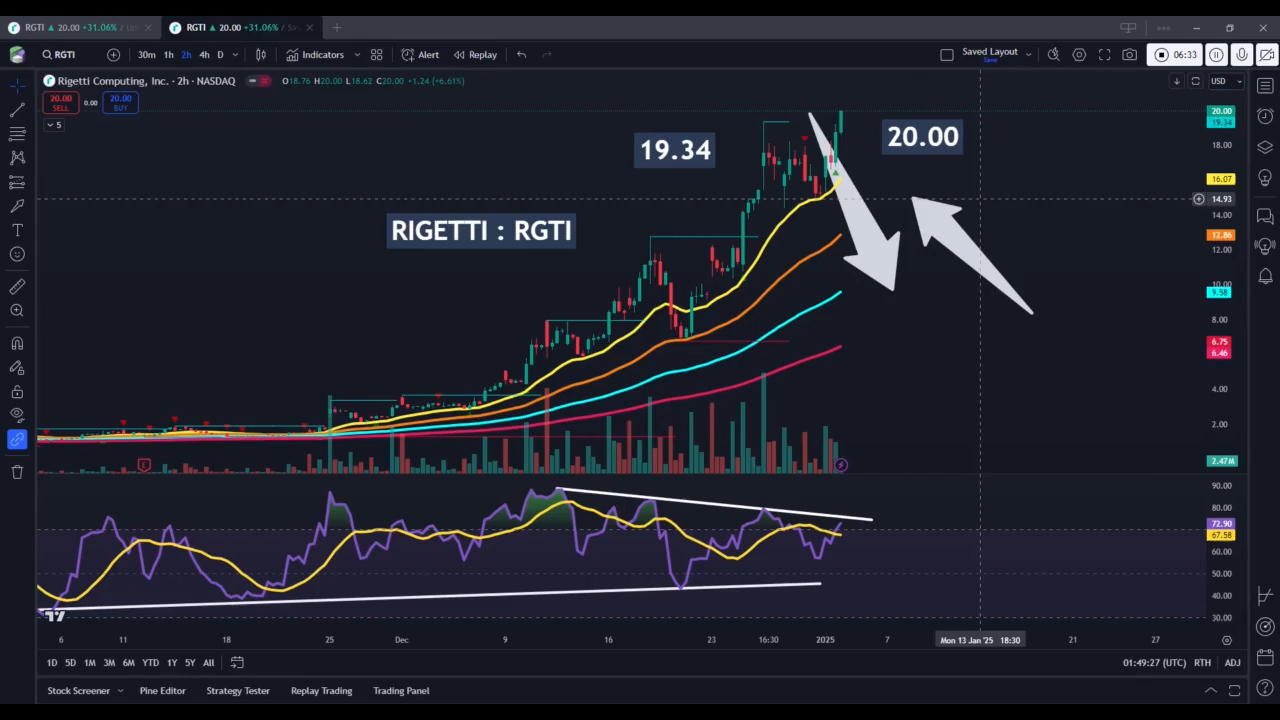 RGTI ▲ 20.00 +31.06% /
RGTI ▲ 20.00 +31.06% /
RGTI
30m 1h 2h 4h D
Indicators
Alert
Replay
Saved Layout
Save
06:33
Rigetti Computing, Inc. · 2h · NASDAQ
O18.76 H20.00 L18.62 C20.00 +1.24 (+6.61%)
USD
20.00
SELL
0.00
20.00
BUY
5
19.34
20.00
RIGETTI : RGTI
20.00
19.34
18.00
16.07
14.93
14.00
12.86
12.00
10.00
9.58
8.00
6.75
6.46
4.00
2.00
2.47M
E
90.00
80.00
72.90
67.58
60.00
50.00
40.00
30.00
6 11 18 25 Dec 9 16 23 16:30 2025 7 Mon 13 Jan '25 18:30 21 27
1D 5D 1M 3M 6M YTD 1Y 5Y All
01:49:27 (UTC) RTH ADJ
Stock Screener Pine Editor Strategy Tester Replay Trading Trading Panel